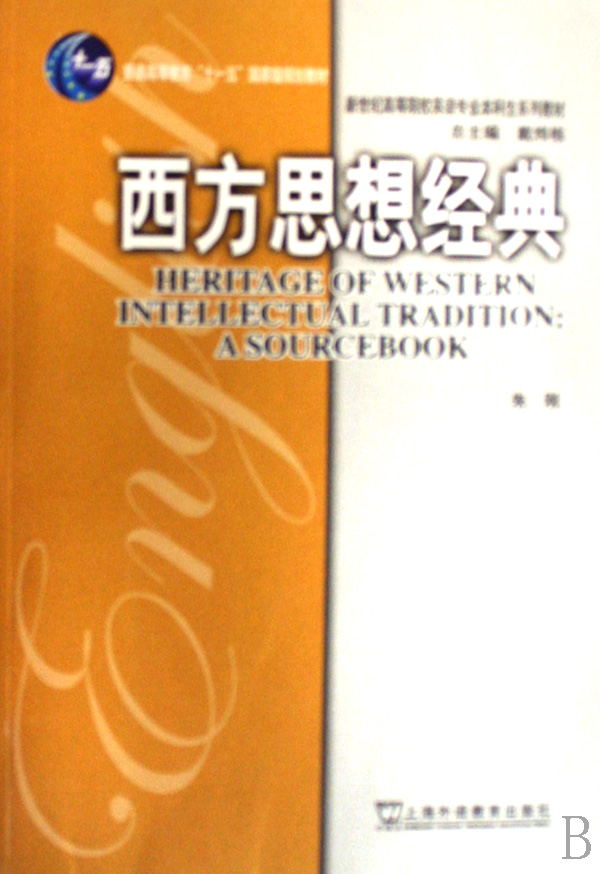 十一五
普通高等教育“十一五”国家级规划教材
新世纪高等院校英语专业本科生系列教材
总主编 戴炜栋
西方思想经典
HERITAGE OF WESTERN
INTELLECTUAL TRADITION:
A SOURCEBOOK
朱刚
English
上海外语教育出版社
B